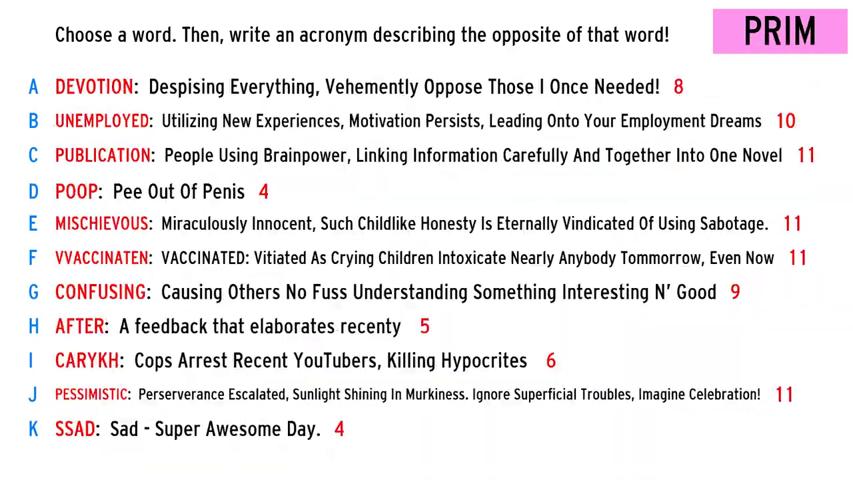 Choose a word. Then, write an acronym describing the opposite of that word!
PRIM
A DEVOTION: Despising Everything, Vehemently Oppose Those I Once Needed! 8
B UNEMPLOYED: Utilizing New Experiences, Motivation Persists, Leading Onto Your Employment Dreams 10
C PUBLICATION: People Using Brainpower, Linking Information Carefully And Together Into One Novel 11
D POOP: Pee Out Of Penis 4
E MISCHIEVOUS: Miraculously Innocent, Such Childlike Honesty Is Eternally Vindicated Of Using Sabotage. 11
F VVACCINATEN: VACCINATED: Vitiated As Crying Children Intoxicate Nearly Anybody Tommorrow, Even Now 11
G CONFUSING: Causing Others No Fuss Understanding Something Interesting N' Good 9
H AFTER: A feedback that elaborates recenty 5
I CARYKH: Cops Arrest Recent YouTubers, Killing Hypocrites 6
J PESSIMISTIC: Perserverance Escalated, Sunlight Shining In Murkiness. Ignore Superficial Troubles, Imagine Celebration! 11
K SSAD: Sad - Super Awesome Day. 4